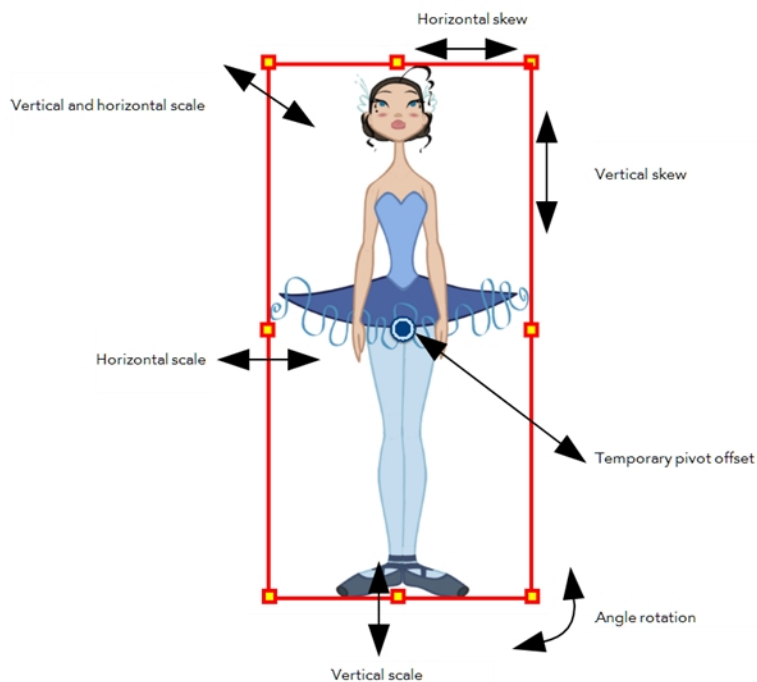 Horizontal skew
Vertical and horizontal scale
Vertical skew
Horizontal scale
Temporary pivot offset
Angle rotation
Vertical scale